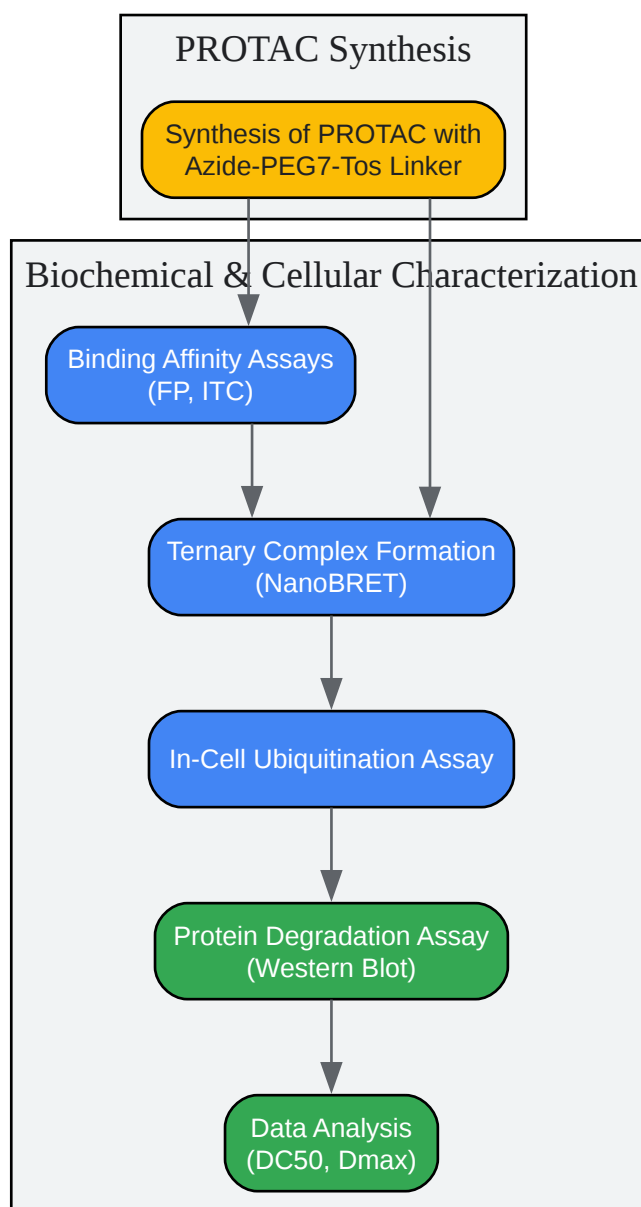 PROTAC Synthesis
Synthesis of PROTAC with
Azide-PEG7-Tos Linker
Biochemical & Cellular Characterization
Binding Affinity Assays
(FP, ITC)
Ternary Complex Formation
(NanoBRET)
In-Cell Ubiquitination Assay
Protein Degradation Assay
(Western Blot)
Data Analysis
(DC50, Dmax)